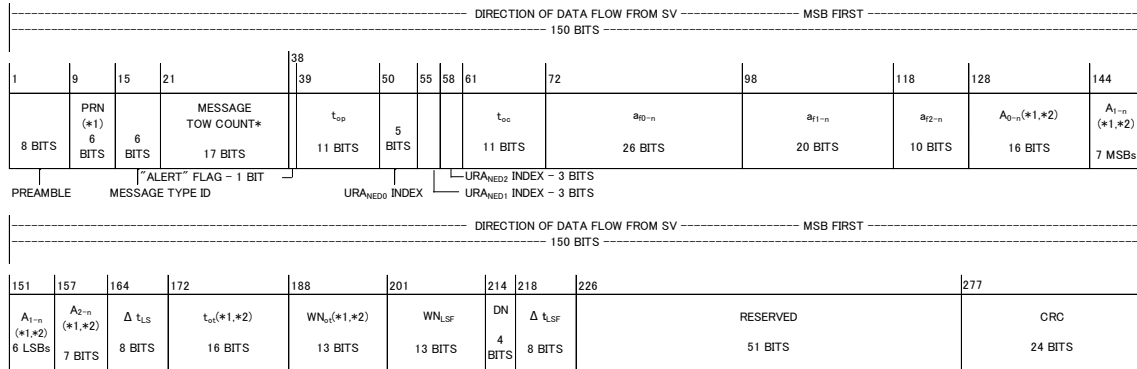 DIRECTION OF DATA FLOW FROM SV MSB FIRST
150 BITS
38
1 9 15 21 39 50 55 58 61 72 98 118 128 144
PRN MESSAGE
(*1) TOW COUNT* t_op t_oc a_f0-n a_f1-n a_f2-n A_0-n(*1,*2) A_1-n
(*1,*2)
8 BITS 6 BITS 6 BITS 17 BITS 11 BITS 5 BITS 11 BITS 26 BITS 20 BITS 10 BITS 16 BITS 7 MSBs
"ALERT" FLAG - 1 BIT URA_NED2 INDEX - 3 BITS
PREAMBLE MESSAGE TYPE ID URA_NED0 INDEX URA_NED1 INDEX - 3 BITS
DIRECTION OF DATA FLOW FROM SV MSB FIRST
150 BITS
151 157 164 172 188 201 214 218 226 277
A_1-n (*1,*2) A_2-n (*1,*2) Δt_LS t_ot(*1,*2) WN_ot(*1,*2) WN_LSF DN Δt_LSF RESERVED CRC
6 LSBs 7 BITS 8 BITS 16 BITS 13 BITS 13 BITS 4 BITS 8 BITS 51 BITS 24 BITS